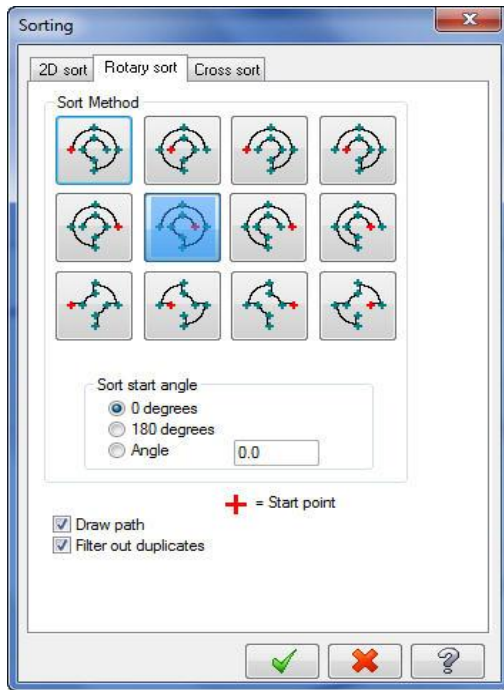 Sorting
2D sort Rotary sort Cross sort
Sort Method
Sort start angle
0 degrees
180 degrees
Angle 0.0
= Start point
Draw path
Filter out duplicates